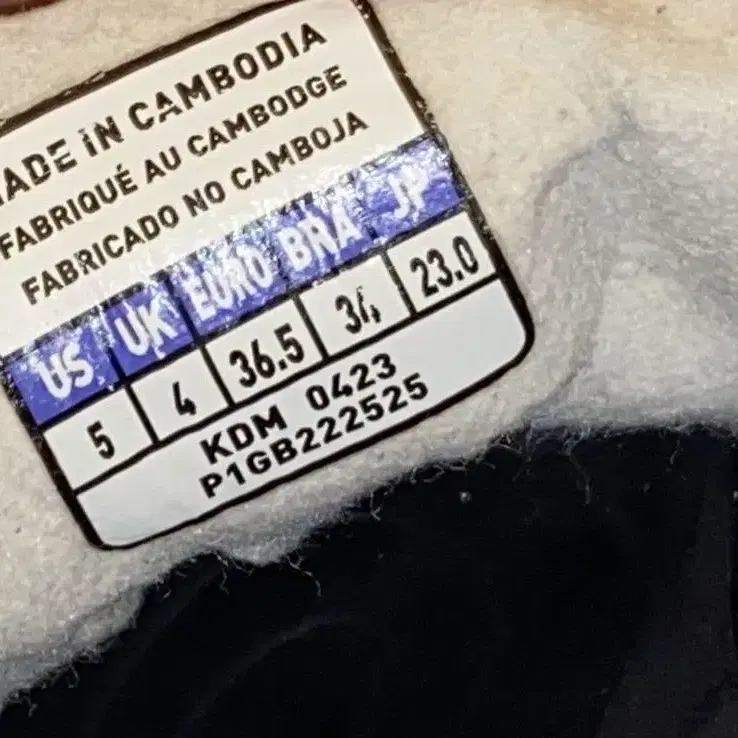 MADE IN CAMBODIA
FABRIQUÉ AU CAMBODGE
FABRICADO NO CAMBOJA
US UK EURO BRA JP
5 4 36.5 34 23.0
KDM 0423
P1GB222525